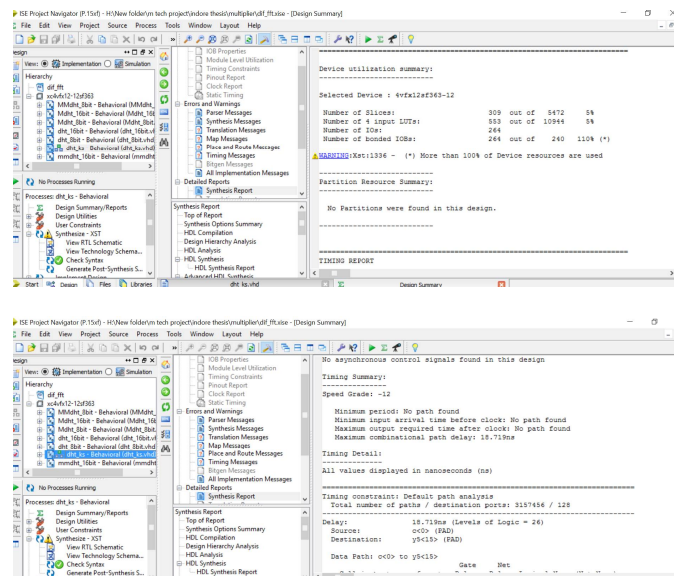 ISE Project Navigator (P.15xf) - H:\New folder\m tech project\indore thesis\multiplier\dif_fft.xise - [Design Summary]
File Edit View Project Source Process Tools Window Layout Help
View: Implementation Simulation
Hierarchy
dif_fft
xc4vfx12-12sf363
MMdht_8bit - Behavioral (MMdht_
Mdht_16bit - Behavioral (Mdht_16
Mdht_8bit - Behavioral (Mdht_8bit
dht_16bit - Behavioral (dht_16bit.vl
dht_8bit - Behavioral (dht_8bit.vhd
dht_ks - Behavioral (dht_ks.vhd)
mmdht_16bit - Behavioral (mmdht
No Processes Running
Processes: dht_ks - Behavioral
Design Summary/Reports
Design Utilities
User Constraints
Synthesize - XST
View RTL Schematic
View Technology Schema...
Check Syntax
Generate Post-Synthesis S...
Implement Design
Start Design Files Libraries
IOB Properties
Module Level Utilization
Timing Constraints
Pinout Report
Clock Report
Static Timing
Errors and Warnings
Parser Messages
Synthesis Messages
Translation Messages
Map Messages
Place and Route Messages
Timing Messages
Bitgen Messages
All Implementation Messages
Detailed Reports
Synthesis Report
Synthesis Report
Top of Report
Synthesis Options Summary
HDL Compilation
Design Hierarchy Analysis
HDL Analysis
HDL Synthesis
HDL Synthesis Report
Advanced HDL Synthesis
Device utilization summary:
Selected Device : 4vfx12sf363-12
Number of Slices: 309 out of 5472 5%
Number of 4 input LUTs: 553 out of 10944 5%
Number of IOs: 264
Number of bonded IOBs: 264 out of 240 110% (*)
WARNING:Xst:1336 - (*) More than 100% of Device resources are used
Partition Resource Summary:
No Partitions were found in this design.
TIMING REPORT
dht_ks.vhd Design Summary
ISE Project Navigator (P.15xf) - H:\New folder\m tech project\indore thesis\multiplier\dif_fft.xise - [Design Summary]
File Edit View Project Source Process Tools Window Layout Help
View: Implementation Simulation
Hierarchy
dif_fft
xc4vfx12-12sf363
MMdht_8bit - Behavioral (MMdht_
Mdht_16bit - Behavioral (Mdht_16
Mdht_8bit - Behavioral (Mdht_8bit
dht_16bit - Behavioral (dht_16bit.vl
dht_8bit - Behavioral (dht_8bit.vhd
dht_ks - Behavioral (dht_ks.vhd)
mmdht_16bit - Behavioral (mmdht
No Processes Running
Processes: dht_ks - Behavioral
Design Summary/Reports
Design Utilities
User Constraints
Synthesize - XST
View RTL Schematic
View Technology Schema...
Check Syntax
Generate Post-Synthesis S...
IOB Properties
Module Level Utilization
Timing Constraints
Pinout Report
Clock Report
Static Timing
Errors and Warnings
Parser Messages
Synthesis Messages
Translation Messages
Map Messages
Place and Route Messages
Timing Messages
Bitgen Messages
All Implementation Messages
Detailed Reports
Synthesis Report
Synthesis Report
Top of Report
Synthesis Options Summary
HDL Compilation
Design Hierarchy Analysis
HDL Analysis
HDL Synthesis
HDL Synthesis Report
No asynchronous control signals found in this design
Timing Summary:
Speed Grade: -12
Minimum period: No path found
Minimum input arrival time before clock: No path found
Maximum output required time after clock: No path found
Maximum combinational path delay: 18.719ns
Timing Detail:
All values displayed in nanoseconds (ns)
Timing constraint: Default path analysis
Total number of paths / destination ports: 3157456 / 128
Delay: 18.719ns (Levels of Logic = 26)
Source: c<0> (PAD)
Destination: y5<15> (PAD)
Data Path: c<0> to y5<15>
Gate Net